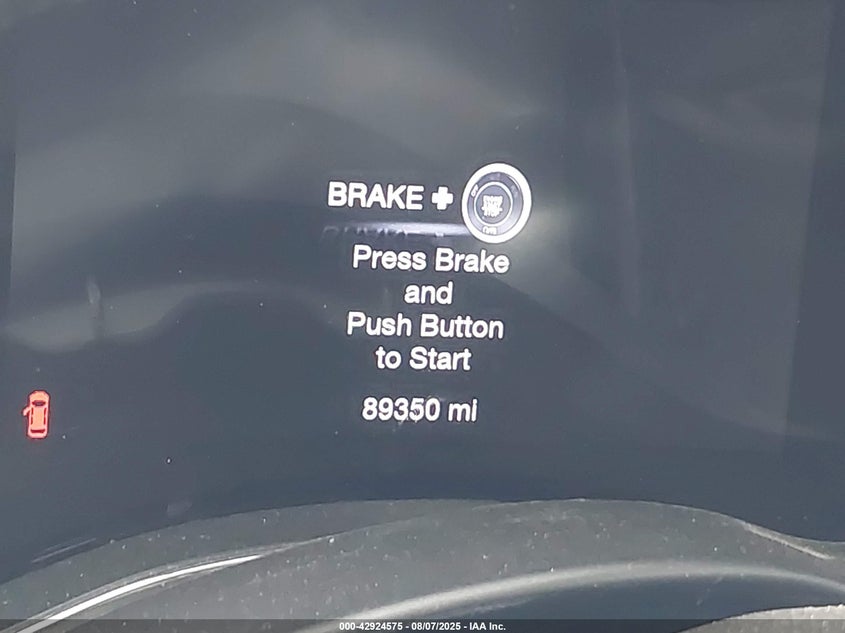 BRAKE +
Press Brake
and
Push Button
to Start
89350 mi
000-42924575 - 08/07/2025 - IAA Inc.